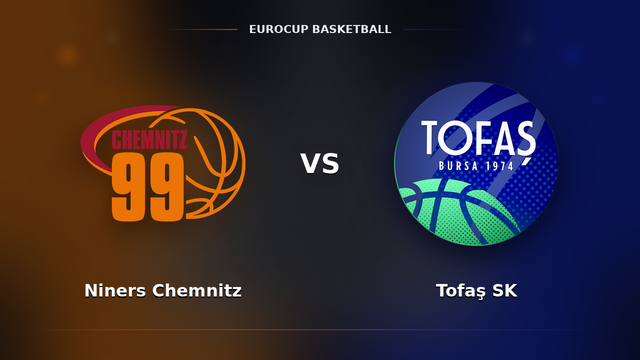 EUROCUP BASKETBALL
CHEMNITZ
99
VS
TOFAŞ
BURSA 1974
Niners Chemnitz
Tofaş SK